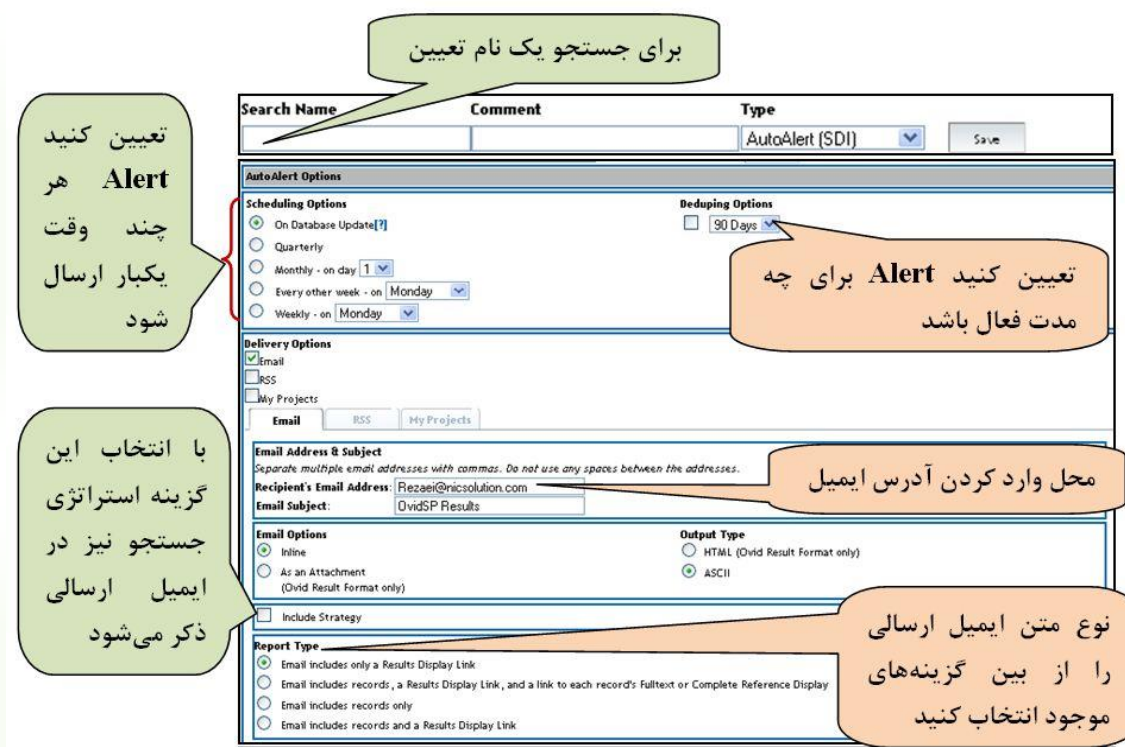 برای جستجو یک نام تعیین
تعیین کنید
Alert هر
چند وقت
یکبار ارسال
شود
Search Name Comment Type
AutoAlert (SDI) Save
AutoAlert Options
Scheduling Options Deduping Options
On Database Update[?] 90 Days
Quarterly
Monthly - on day 1
Every other week - on Monday
Weekly - on Monday
تعیین کنید Alert برای چه
مدت فعال باشد
Delivery Options
Email
RSS
My Projects
Email RSS My Projects
با انتخاب این
گزینه استراتژی
جستجو نیز در
ایمیل ارسالی
ذکر می‌شود
Email Address & Subject
Separate multiple email addresses with commas. Do not use any spaces between the addresses.
Recipient's Email Address: Rezaei@nicsolution.com
Email Subject: OvidSP Results
محل وارد کردن آدرس ایمیل
Email Options Output Type
Inline HTML (Ovid Result Format only)
As an Attachment ASCII
(Ovid Result Format only)
Include Strategy
Report Type
Email includes only a Results Display Link
Email includes records, a Results Display Link, and a link to each record's Fulltext or Complete Reference Display
Email includes records only
Email includes records and a Results Display Link
نوع متن ایمیل ارسالی
را از بین گزینه‌های
موجود انتخاب کنید